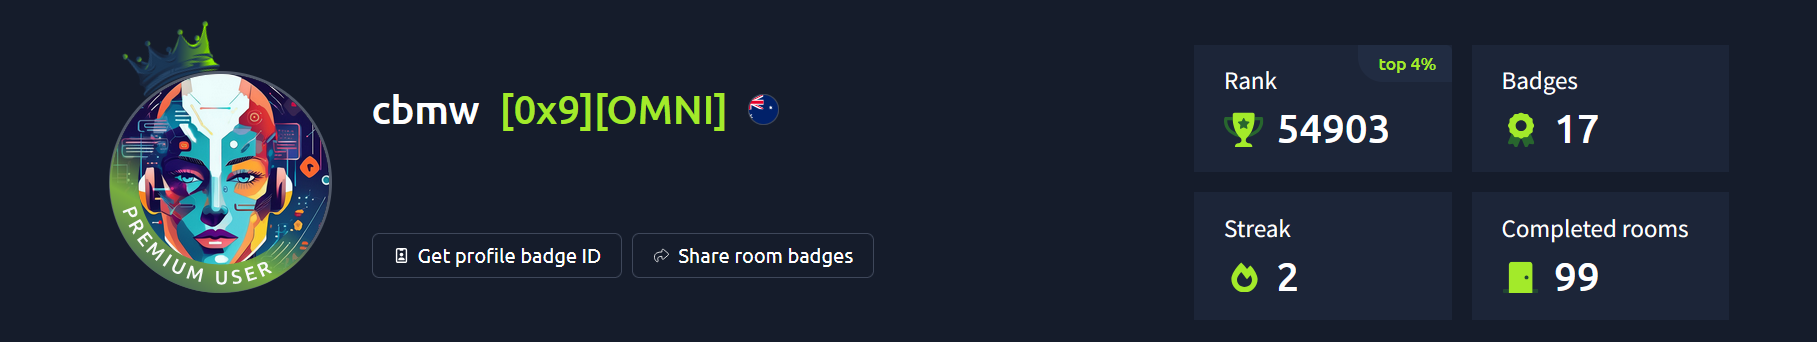 PREMIUM USER
cbmw [0x9][OMNI]
Get profile badge ID
Share room badges
Rank
top 4%
54903
Badges
17
Streak
2
Completed rooms
99